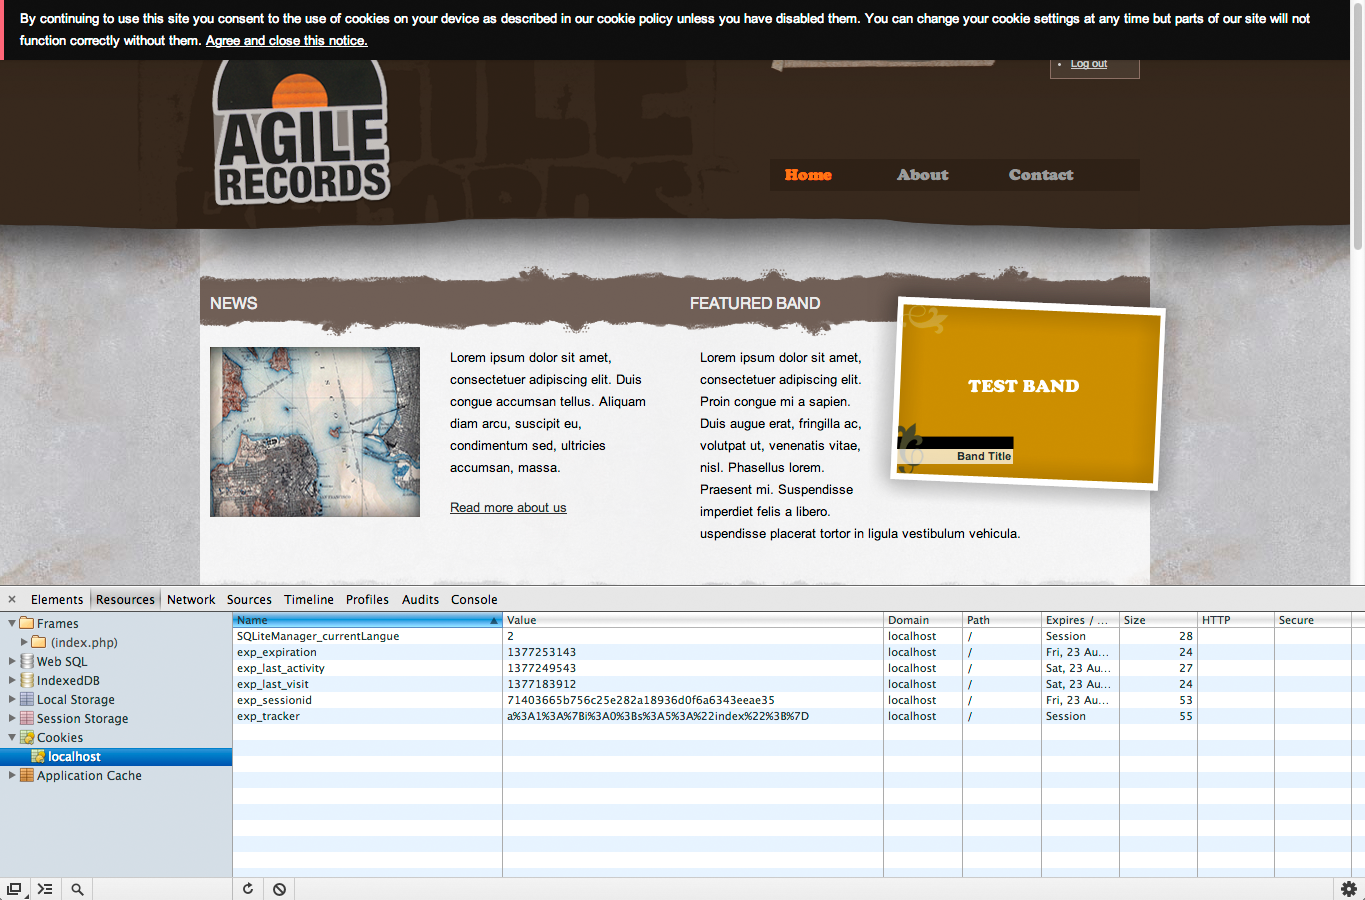 By continuing to use this site you consent to the use of cookies on your device as described in our cookie policy unless you have disabled them. You can change your cookie settings at any time but parts of our site will not
function correctly without them. Agree and close this notice.
Log out
AGILE
RECORDS
Home About Contact
NEWS
Lorem ipsum dolor sit amet,
consectetuer adipiscing elit. Duis
congue accumsan tellus. Aliquam
diam arcu, suscipit eu,
condimentum sed, ultricies
accumsan, massa.
Read more about us
FEATURED BAND
Lorem ipsum dolor sit amet,
consectetuer adipiscing elit.
Proin congue mi a sapien.
Duis augue erat, fringilla ac,
volutpat ut, venenatis vitae,
nisl. Phasellus lorem.
Praesent mi. Suspendisse
imperdiet felis a libero.
uspendisse placerat tortor in ligula vestibulum vehicula.
TEST BAND
Band Title
Elements Resources Network Sources Timeline Profiles Audits Console
Frames
(index.php)
Web SQL
IndexedDB
Local Storage
Session Storage
Cookies
localhost
Application Cache
Name Value Domain Path Expires / ... Size HTTP Secure
SQLiteManager_currentLangue 2 localhost / Session 28
exp_expiration 1377253143 localhost / Fri, 23 Au... 24
exp_last_activity 1377249543 localhost / Sat, 23 Au... 27
exp_last_visit 1377183912 localhost / Sat, 23 Au... 24
exp_sessionid 71403665b756c25e282a18936d0f6a6343eeae35 localhost / Fri, 23 Au... 53
exp_tracker a%3A1%3A%7Bi%3A0%3Bs%3A5%3A%22index%22%3B%7D localhost / Session 55